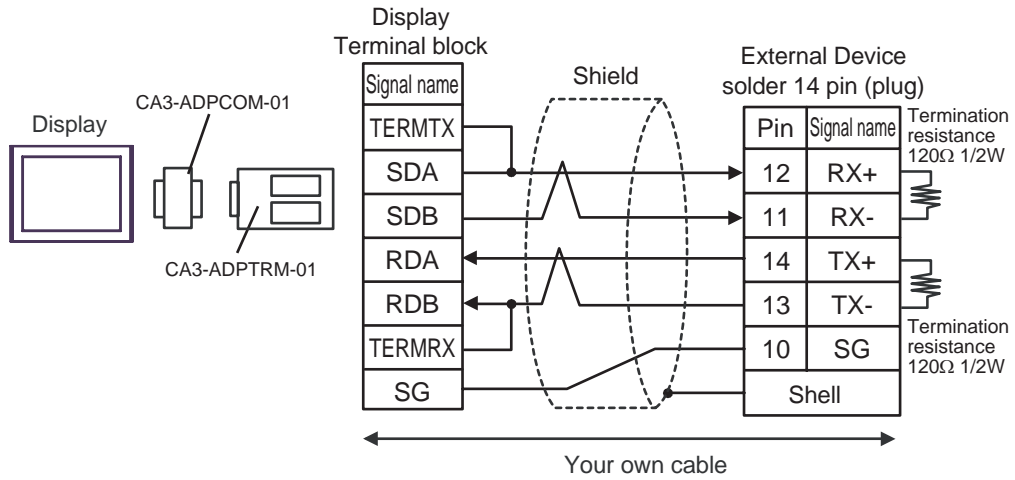 Display
Terminal block
External Device
solder 14 pin (plug)
Shield
Signal name
TERMTX
SDA
SDB
RDA
RDB
TERMRX
SG
Pin Signal name
12 RX+
11 RX-
14 TX+
13 TX-
10 SG
Shell
Termination
resistance
120Ω 1/2W
Termination
resistance
120Ω 1/2W
CA3-ADPCOM-01
Display
CA3-ADPTRM-01
Your own cable